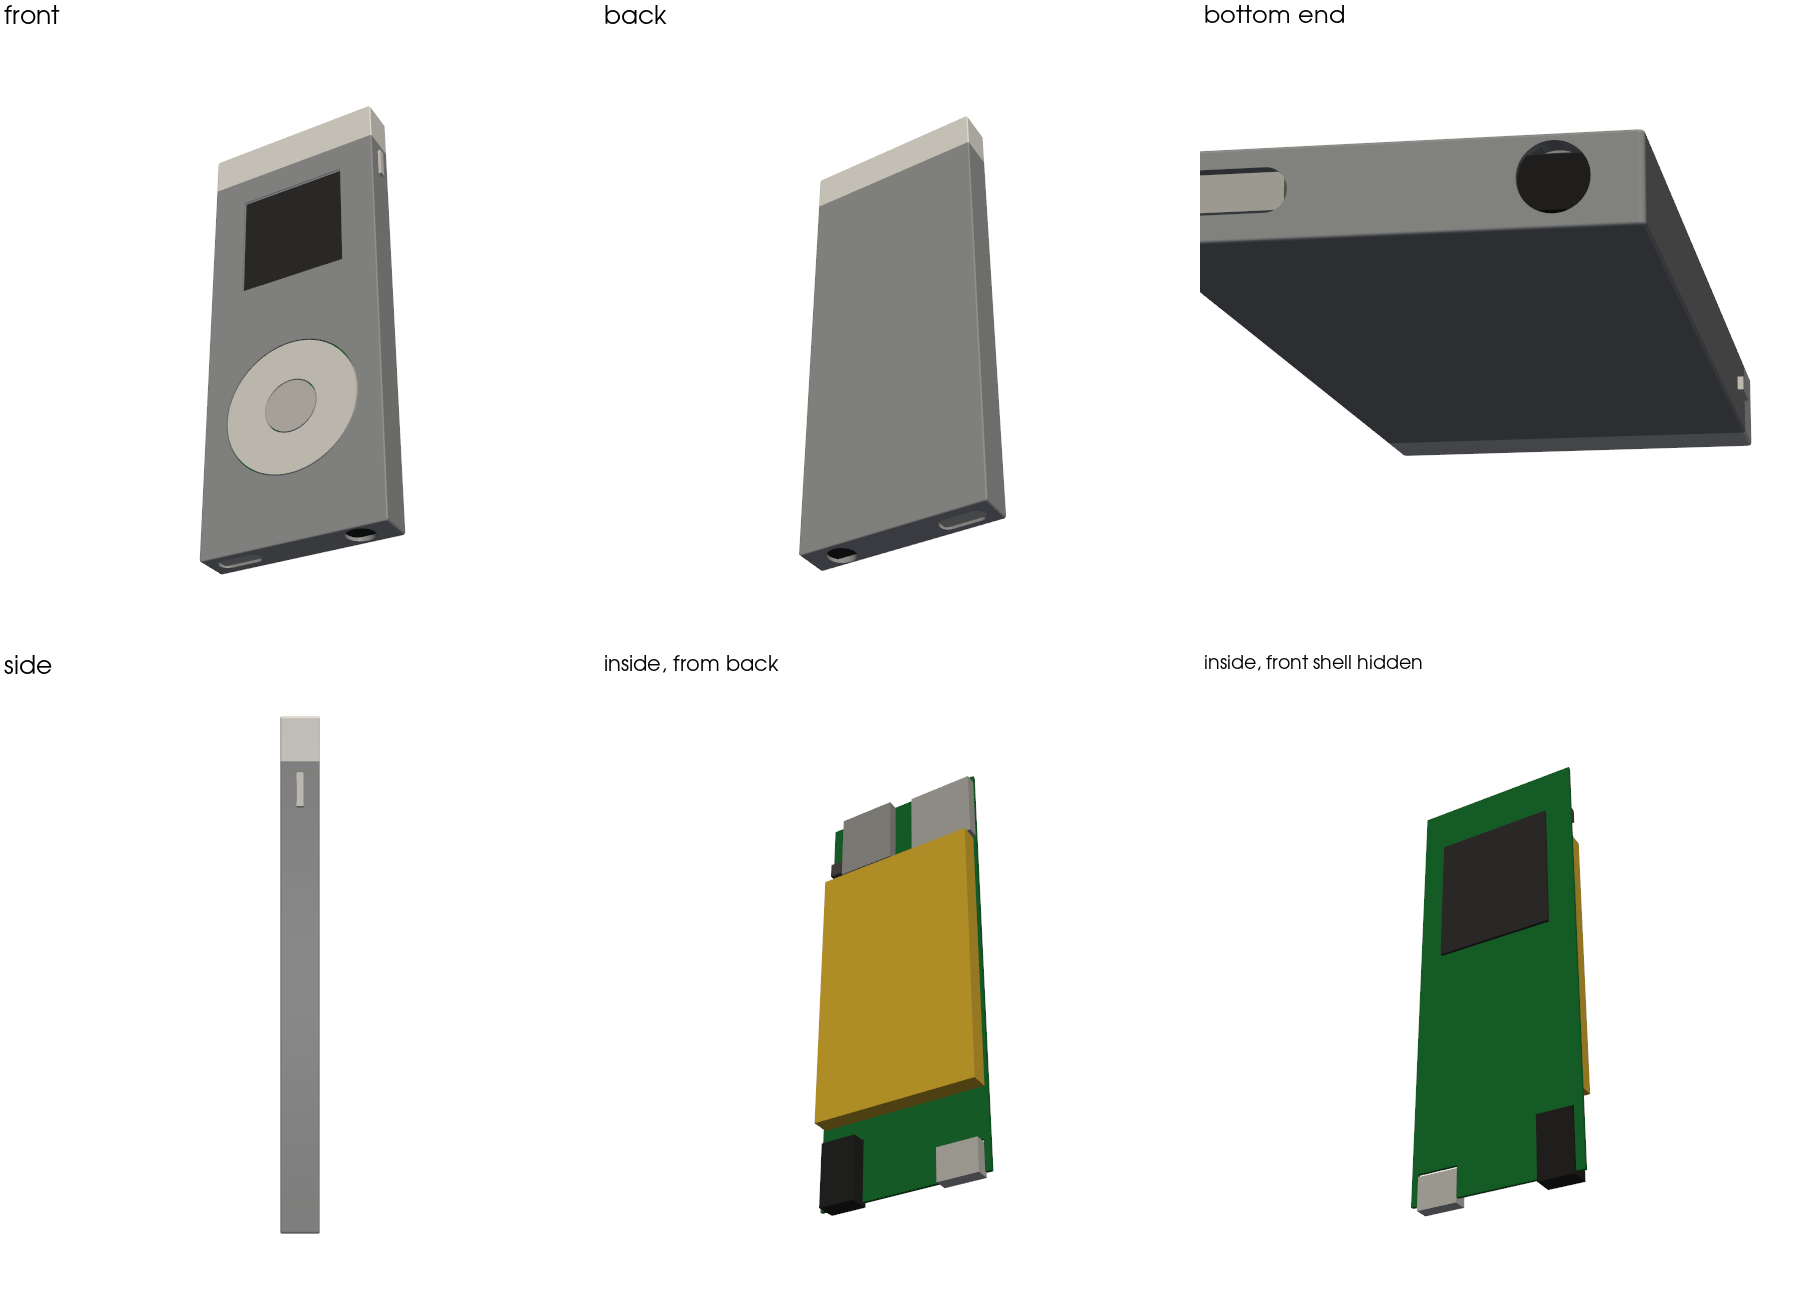 front
back
bottom end
side
inside, from back
inside, front shell hidden